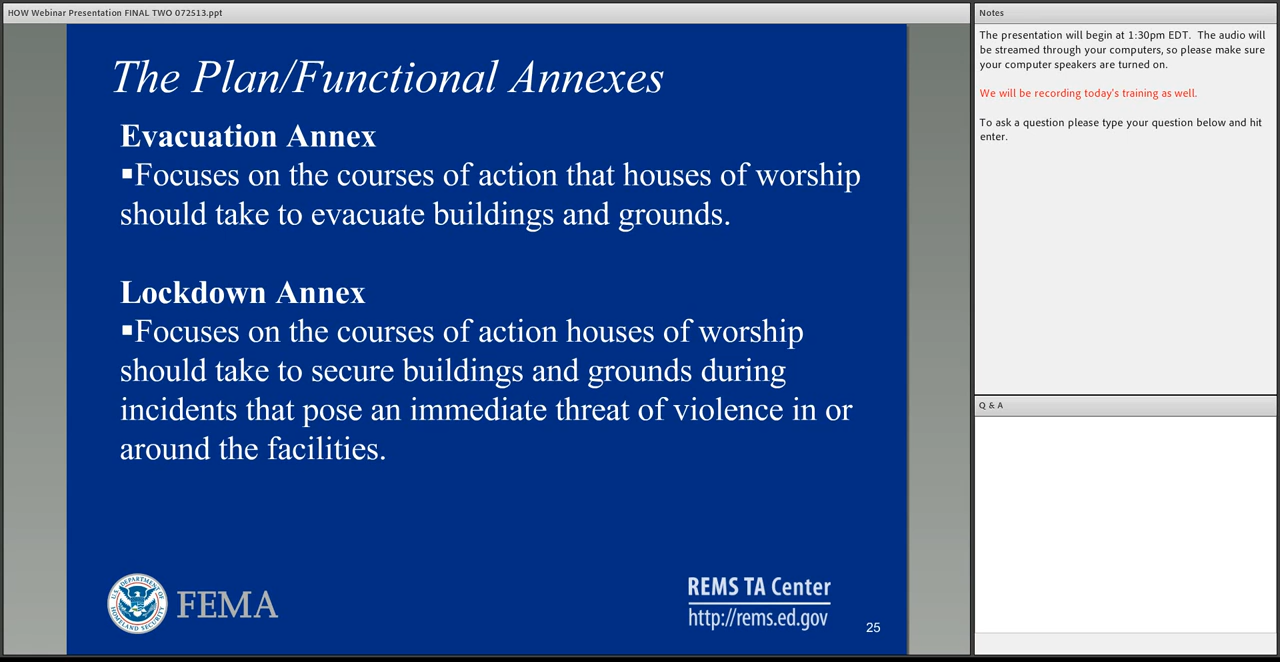 HOW Webinar Presentation FINAL TWO 072513.ppt
The Plan/Functional Annexes
Evacuation Annex
▪Focuses on the courses of action that houses of worship
should take to evacuate buildings and grounds.
Lockdown Annex
▪Focuses on the courses of action houses of worship
should take to secure buildings and grounds during
incidents that pose an immediate threat of violence in or
around the facilities.
U.S. DEPARTMENT OF
HOMELAND SECURITY
FEMA
REMS TA Center
http://rems.ed.gov
25
Notes
The presentation will begin at 1:30pm EDT.  The audio will
be streamed through your computers, so please make sure
your computer speakers are turned on.
We will be recording today's training as well.
To ask a question please type your question below and hit
enter.
Q & A